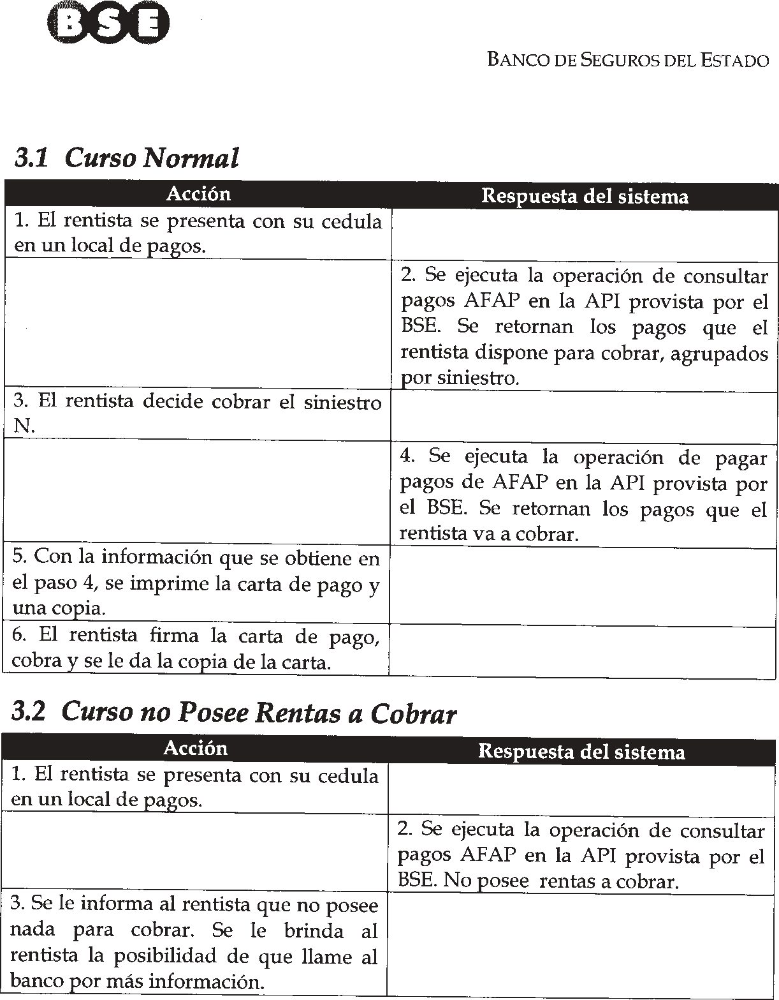 BSE
BANCO DE SEGUROS DEL ESTADO
3.1 Curso Normal
Acción
Respuesta del sistema
1. El rentista se presenta con su cedula
en un local de pagos.
2. Se ejecuta la operación de consultar
pagos AFAP en la API provista por el
BSE. Se retornan los pagos que el
rentista dispone para cobrar, agrupados
por siniestro.
3. El rentista decide cobrar el siniestro
N.
4. Se ejecuta la operación de pagar
pagos de AFAP en la API provista por
el BSE. Se retornan los pagos que el
rentista va a cobrar.
5. Con la información que se obtiene en
el paso 4, se imprime la carta de pago y
una copia.
6. El rentista firma la carta de pago,
cobra y se le da la copia de la carta.
3.2 Curso no Posee Rentas a Cobrar
Acción
Respuesta del sistema
1. El rentista se presenta con su cedula
en un local de pagos.
2. Se ejecuta la operación de consultar
pagos AFAP en la API provista por el
BSE. No posee rentas a cobrar.
3. Se le informa al rentista que no posee
nada para cobrar. Se le brinda al
rentista la posibilidad de que llame al
banco por más información.